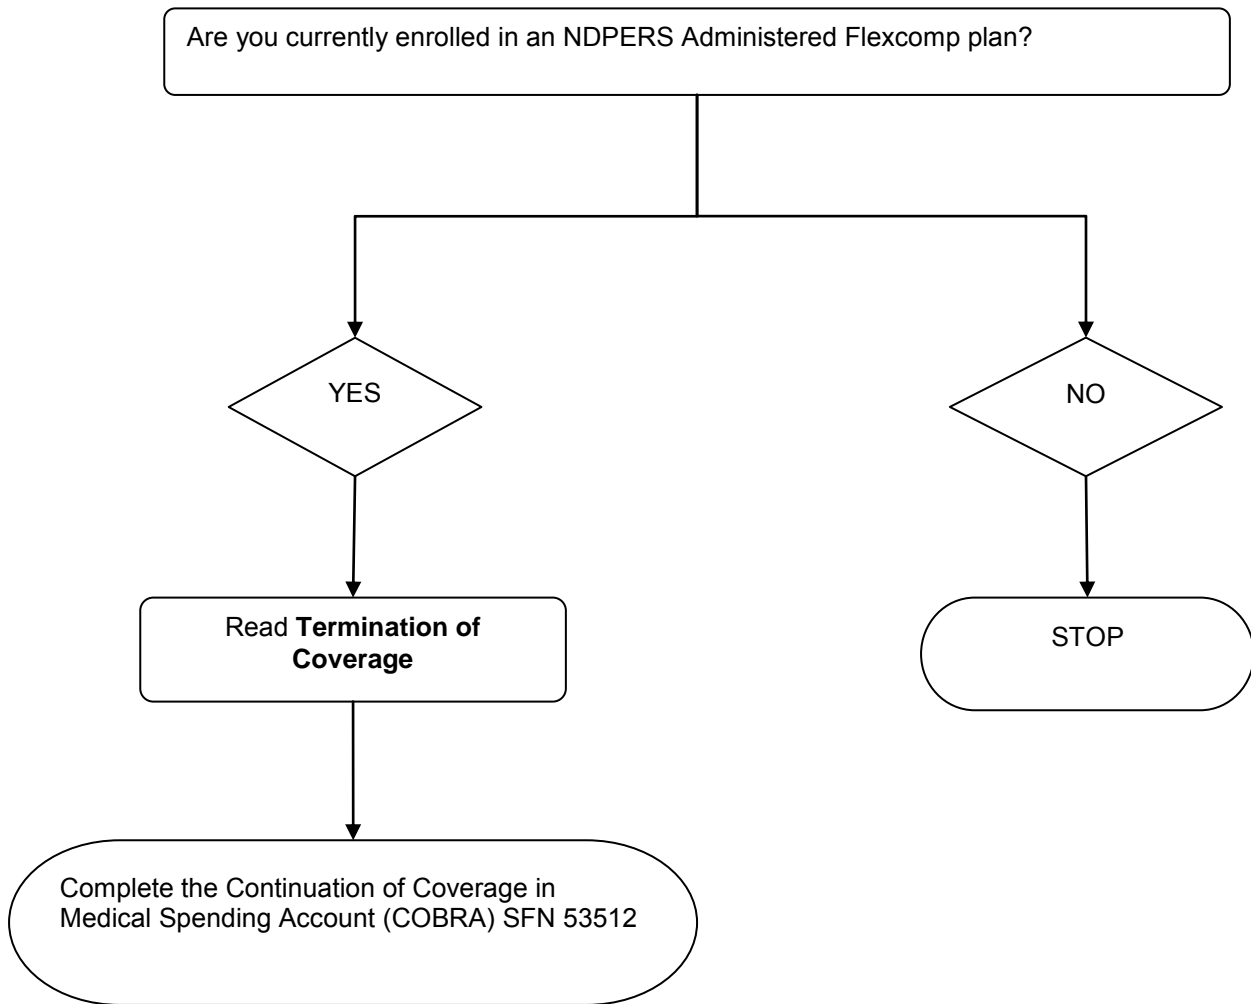 Are you currently enrolled in an NDPERS Administered Flexcomp plan?
YES
NO
Read Termination of
Coverage
STOP
Complete the Continuation of Coverage in
Medical Spending Account (COBRA) SFN 53512